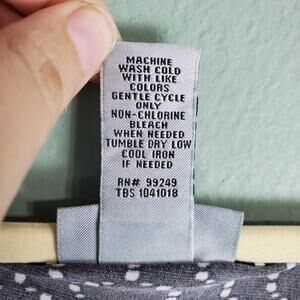 MACHINE
WASH COLD
WITH LIKE
COLORS
GENTLE CYCLE
ONLY
NON-CHLORINE
BLEACH
WHEN NEEDED
TUMBLE DRY LOW
COOL IRON
IF NEEDED
RN# 99249
TBS 1041018